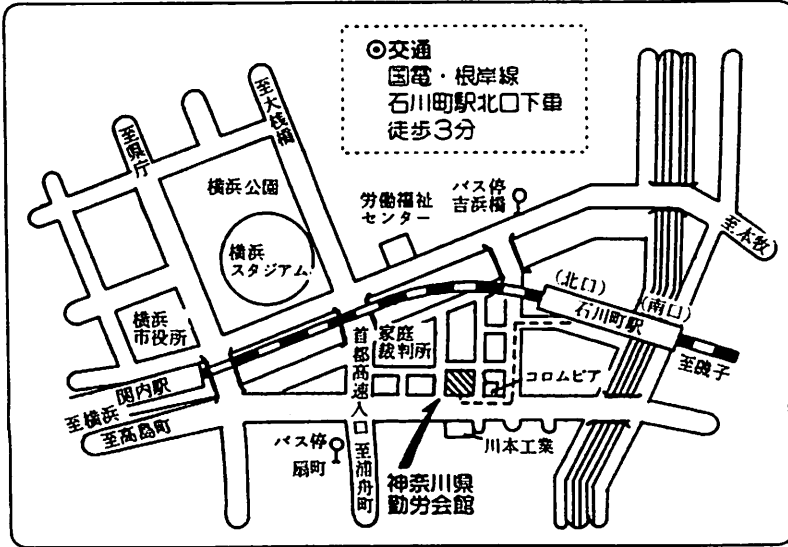 ◎交通
国電・根岸線
石川町駅北口下車
徒歩3分
至大桟橋
至県庁
横浜公園
横浜
スタジアム
労働福祉
センター
バス停
吉浜橋
至本牧
(北口)
石川町駅
(南口)
至磯子
横浜
市役所
関内駅
至横浜
至高島町
首都高速入口
至浦舟町
家庭
裁判所
コロムビア
川本工業
バス停
扇町
神奈川県
勤労会館